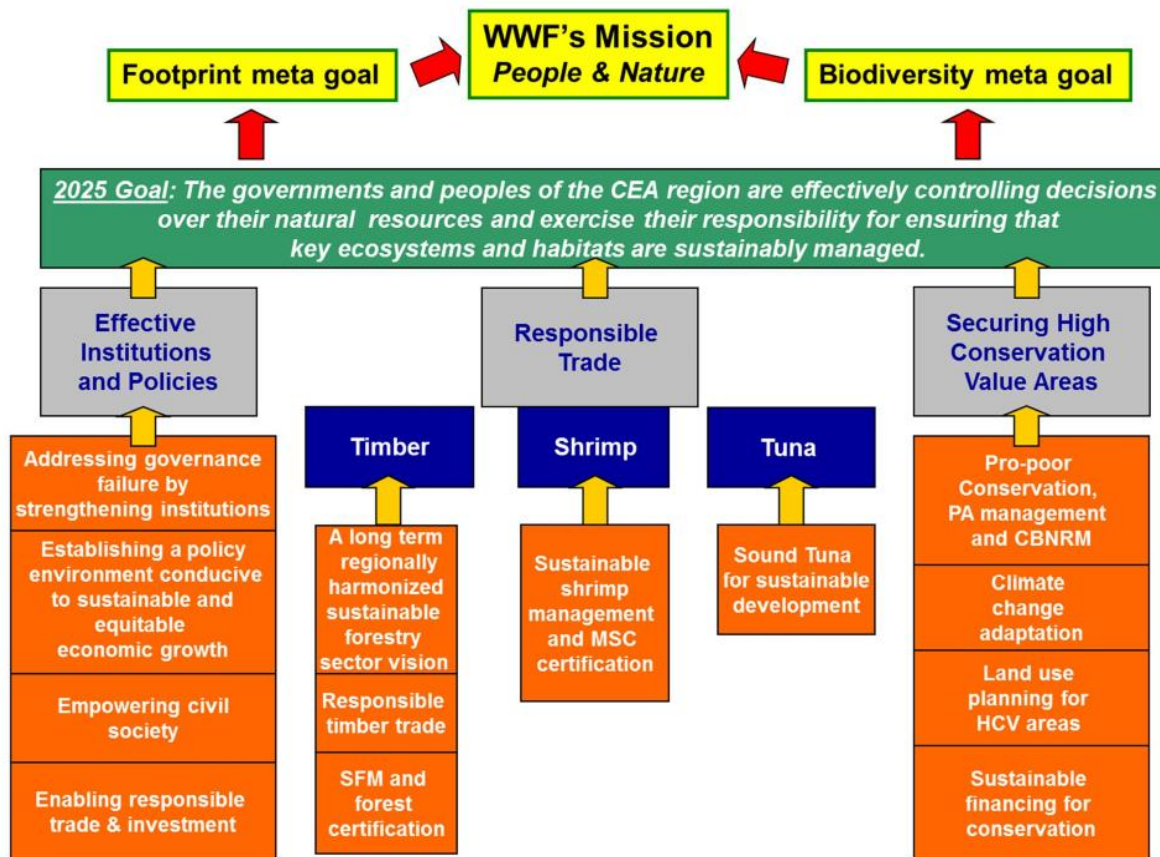 WWF's Mission
People & Nature
Footprint meta goal
Biodiversity meta goal
2025 Goal: The governments and peoples of the CEA region are effectively controlling decisions
over their natural resources and exercise their responsibility for ensuring that
key ecosystems and habitats are sustainably managed.
Effective
Institutions
and Policies
Responsible
Trade
Securing High
Conservation
Value Areas
Addressing governance
failure by
strengthening institutions
Establishing a policy
environment conducive
to sustainable and
equitable
economic growth
Empowering civil
society
Enabling responsible
trade & investment
Timber
A long term
regionally
harmonized
sustainable
forestry
sector vision
Responsible
timber trade
SFM and
forest
certification
Shrimp
Sustainable
shrimp
management
and MSC
certification
Tuna
Sound Tuna
for sustainable
development
Pro-poor
Conservation,
PA management
and CBNRM
Climate
change
adaptation
Land use
planning for
HCV areas
Sustainable
financing for
conservation